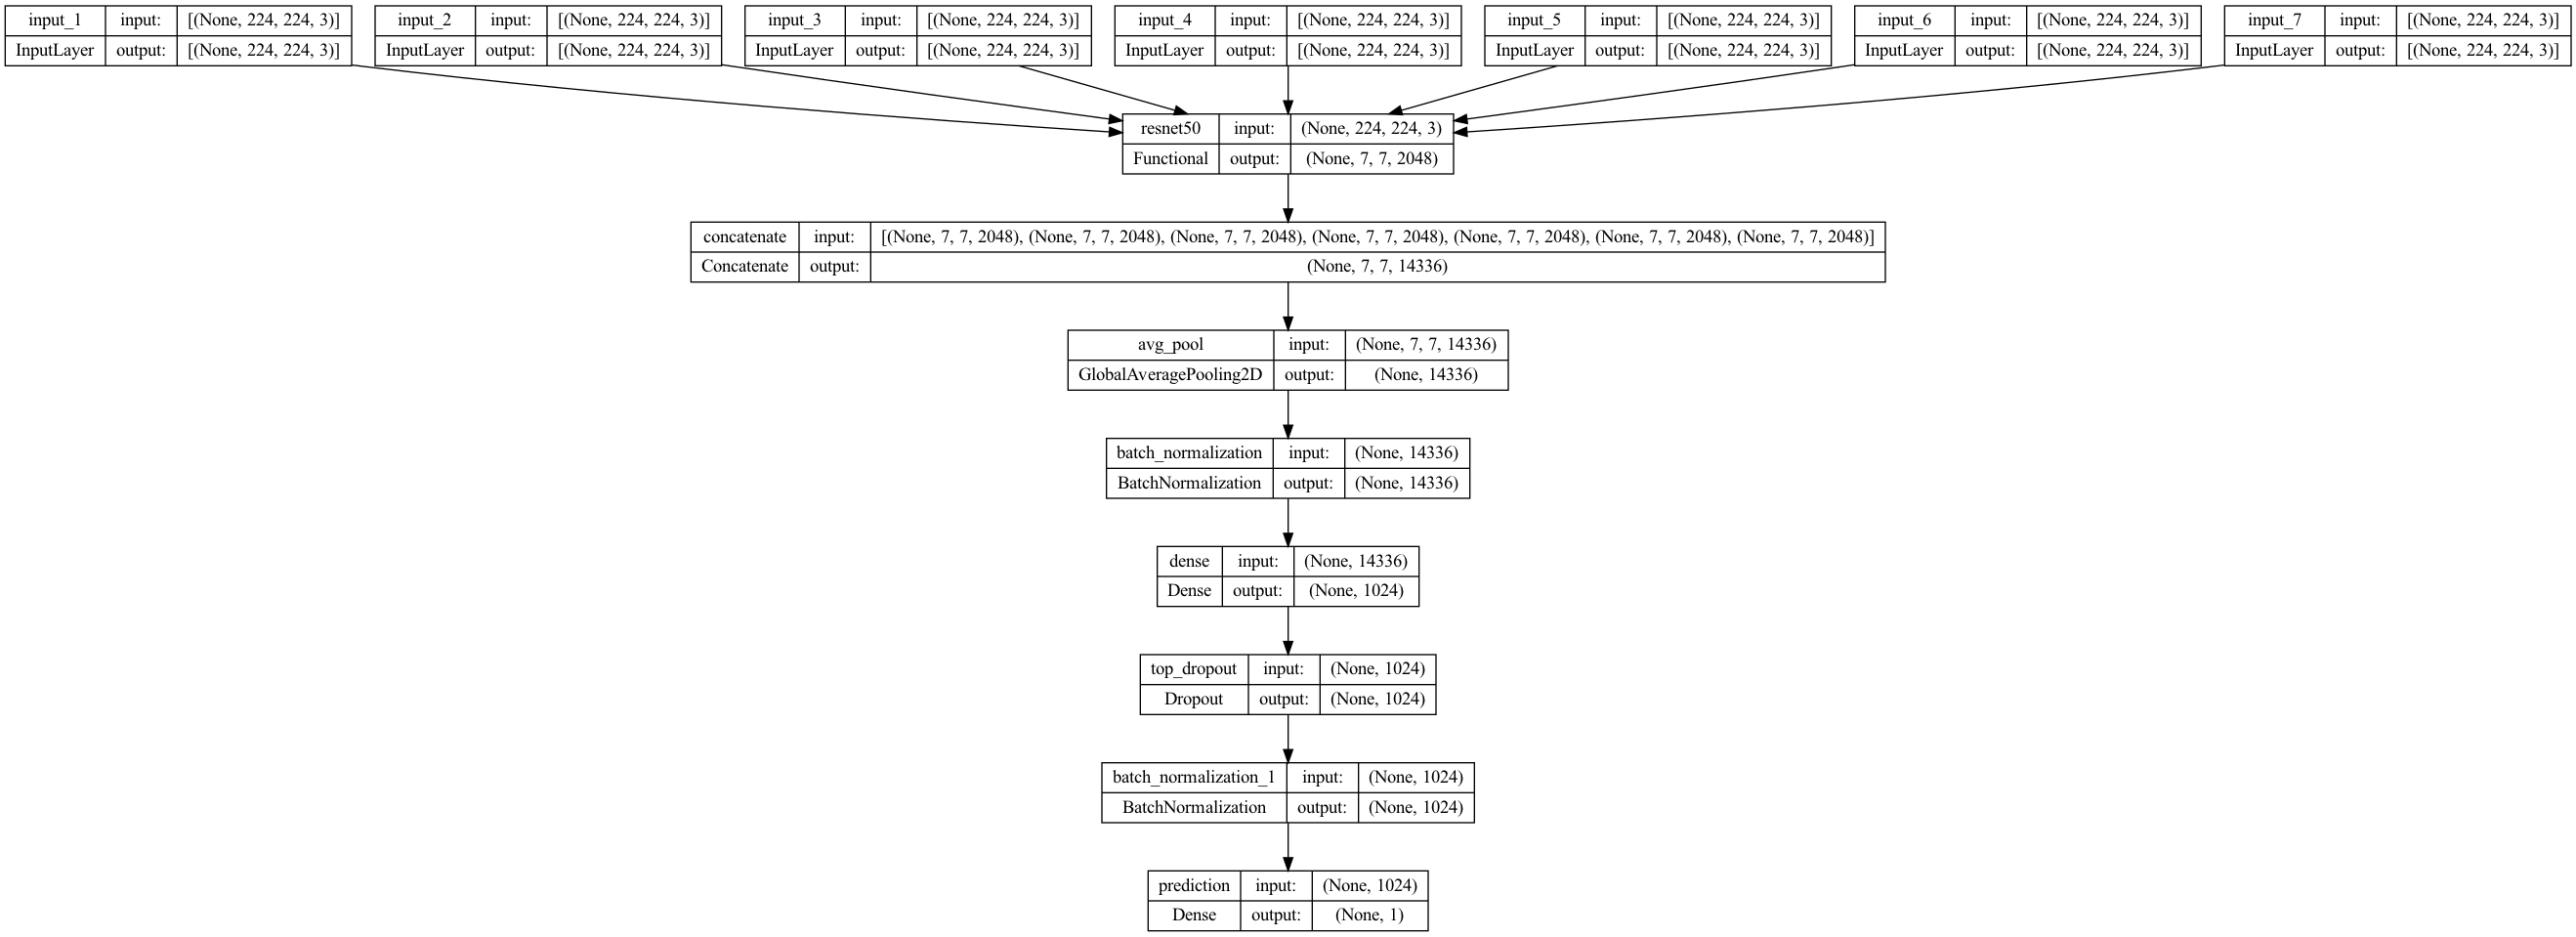 input_1 input: [(None, 224, 224, 3)] input_2 input: [(None, 224, 224, 3)] input_3 input: [(None, 224, 224, 3)] input_4 input: [(None, 224, 224, 3)] input_5 input: [(None, 224, 224, 3)] input_6 input: [(None, 224, 224, 3)] input_7 input: [(None, 224, 224, 3)]
InputLayer output: [(None, 224, 224, 3)] InputLayer output: [(None, 224, 224, 3)] InputLayer output: [(None, 224, 224, 3)] InputLayer output: [(None, 224, 224, 3)] InputLayer output: [(None, 224, 224, 3)] InputLayer output: [(None, 224, 224, 3)] InputLayer output: [(None, 224, 224, 3)]
resnet50 input: (None, 224, 224, 3)
Functional output: (None, 7, 7, 2048)
concatenate input: [(None, 7, 7, 2048), (None, 7, 7, 2048), (None, 7, 7, 2048), (None, 7, 7, 2048), (None, 7, 7, 2048), (None, 7, 7, 2048), (None, 7, 7, 2048)]
Concatenate output: (None, 7, 7, 14336)
avg_pool input: (None, 7, 7, 14336)
GlobalAveragePooling2D output: (None, 14336)
batch_normalization input: (None, 14336)
BatchNormalization output: (None, 14336)
dense input: (None, 14336)
Dense output: (None, 1024)
top_dropout input: (None, 1024)
Dropout output: (None, 1024)
batch_normalization_1 input: (None, 1024)
BatchNormalization output: (None, 1024)
prediction input: (None, 1024)
Dense output: (None, 1)